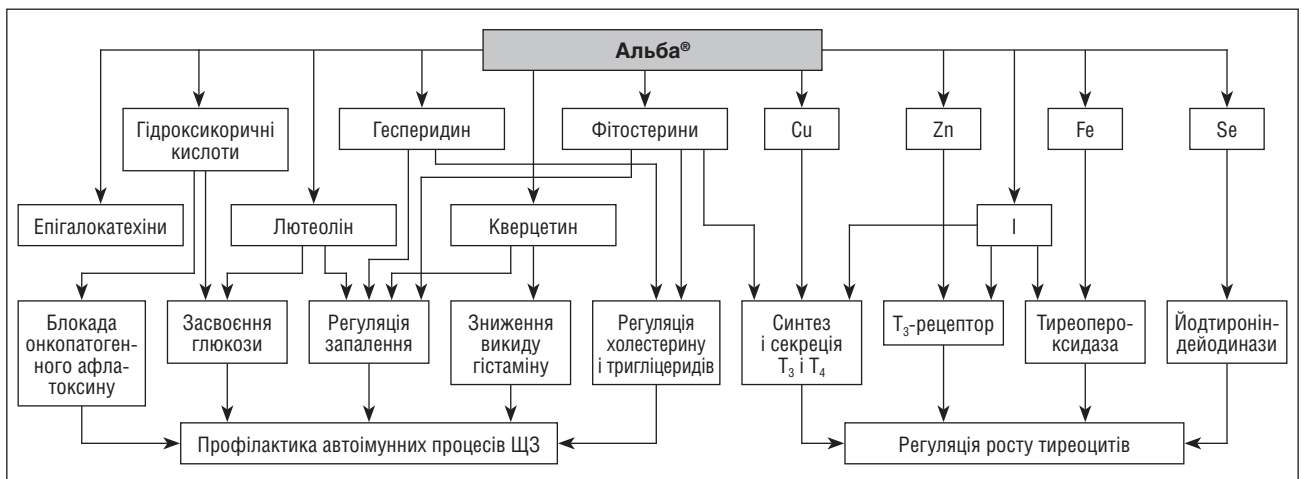 Альба®
Гідроксикоричні
кислоти
Гесперидин
Фітостерини
Cu
Zn
Fe
Se
Епігалокатехіни
Лютеолін
Кверцетин
I
Блокада
онкопатоген-
ного афла-
токсину
Засвоєння
глюкози
Регуляція
запалення
Зниження
викиду
гістаміну
Регуляція
холестерину
і тригліцеридів
Синтез
і секреція
T₃ і T₄
T₃-рецептор
Тиреоперо-
ксидаза
Йодтиронін-
дейодинази
Профілактика автоімунних процесів ЩЗ
Регуляція росту тиреоцитів